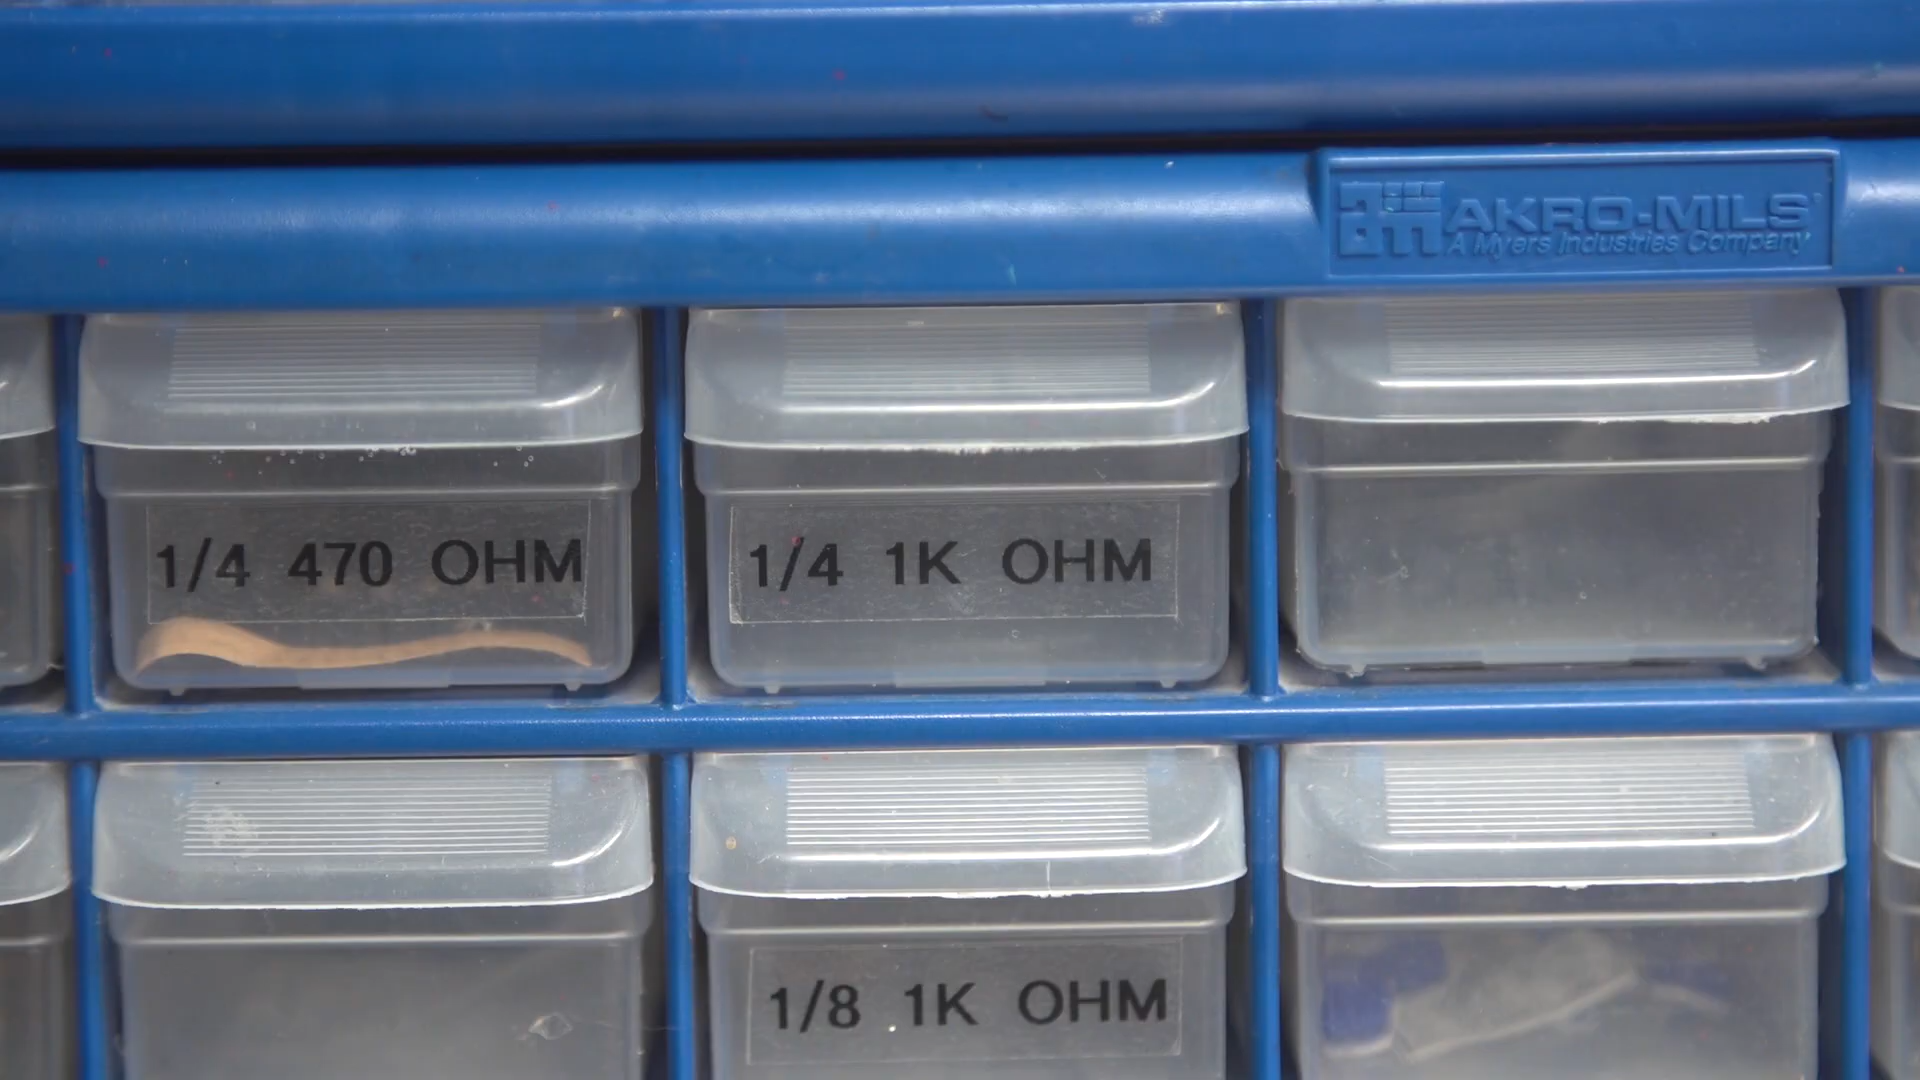 AKRO-MILS
A Myers Industries Company
1/4 470 OHM
1/4 1K OHM
1/8 1K OHM